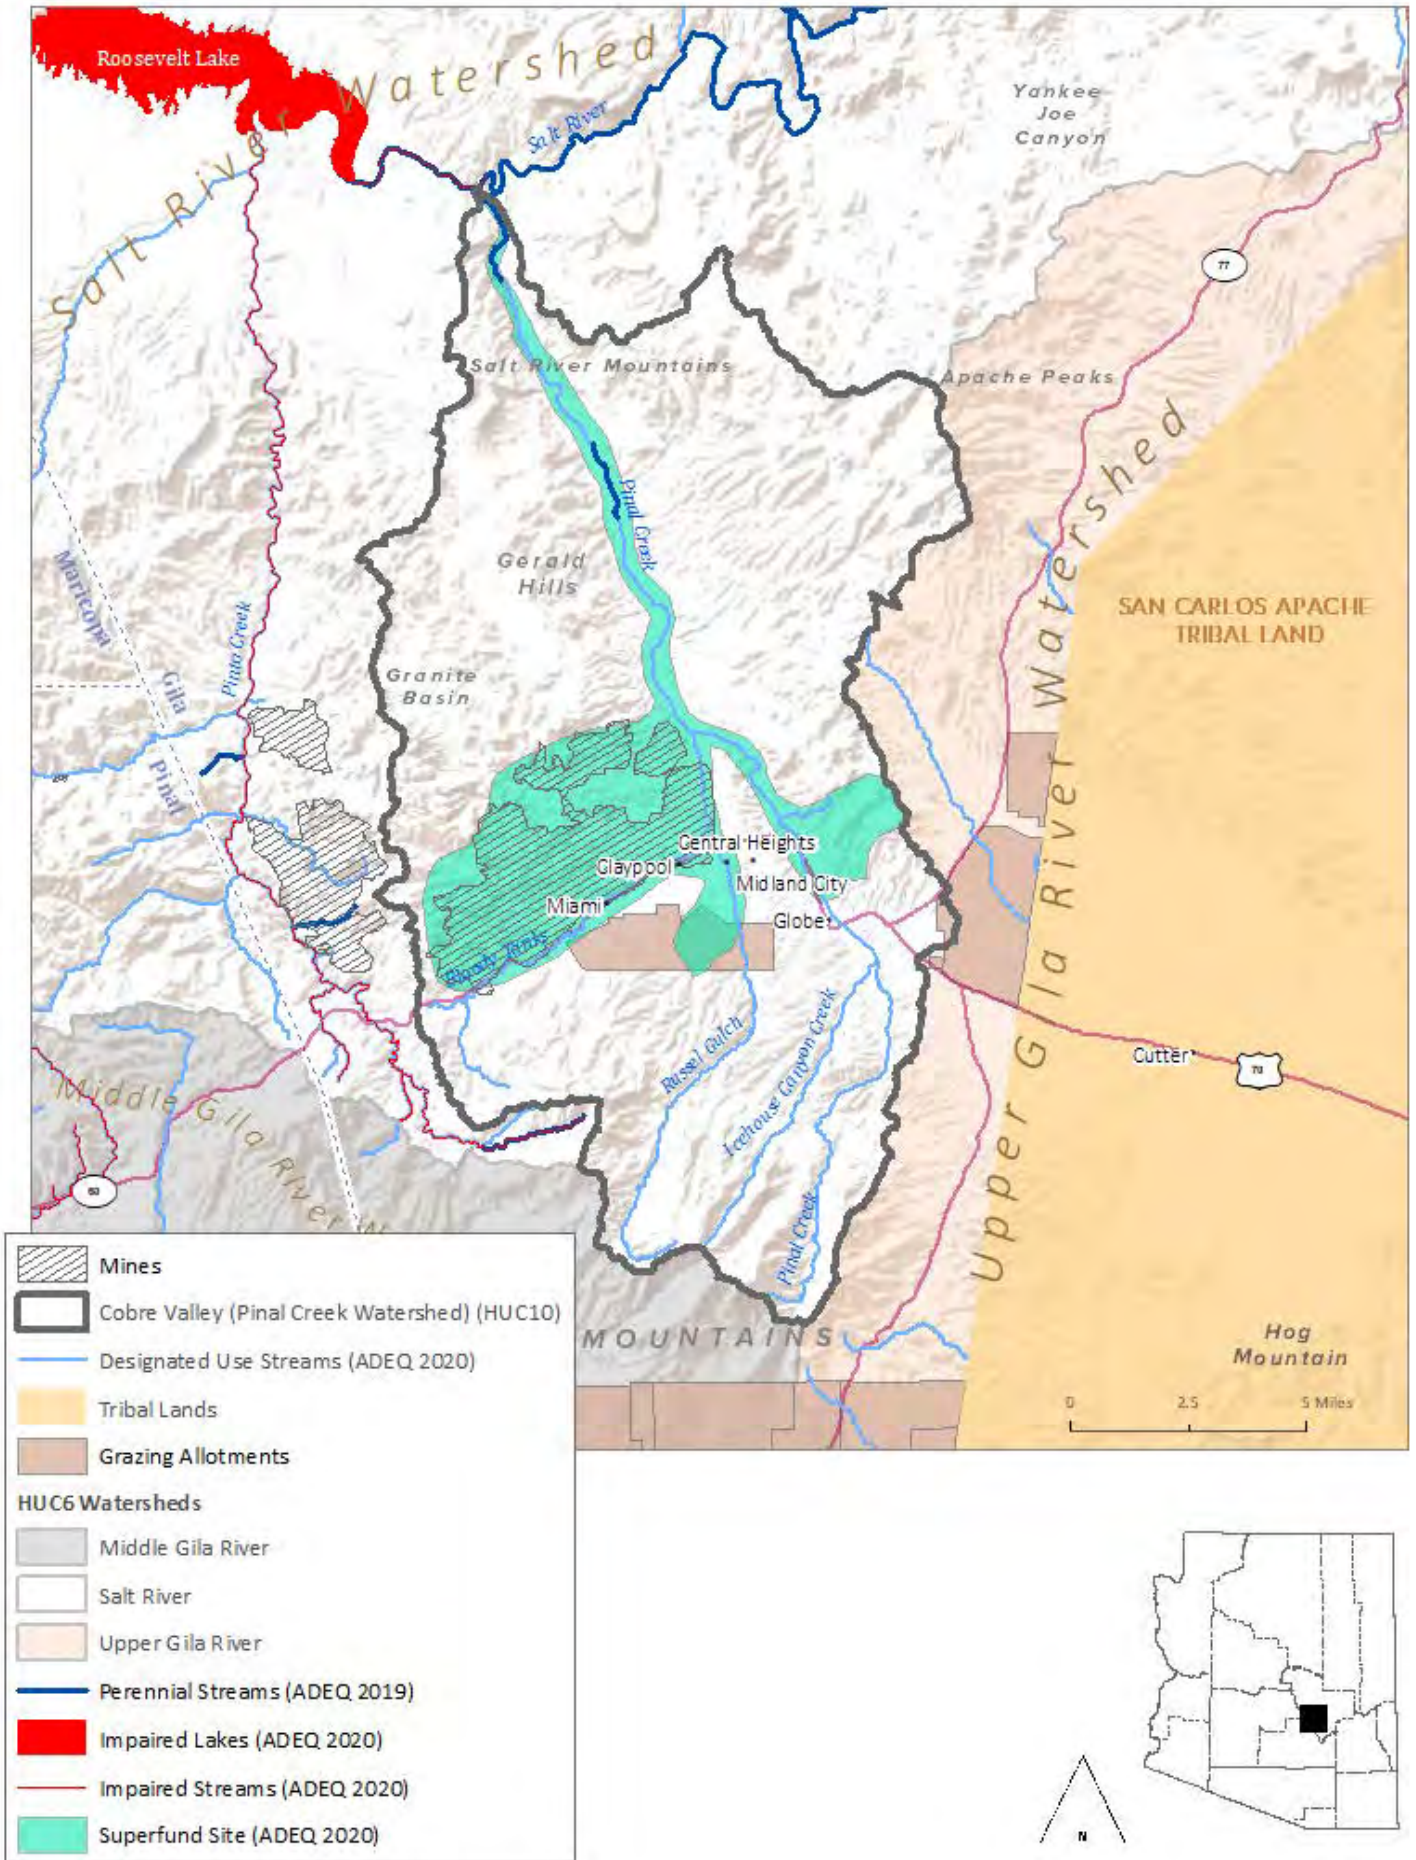 Roosevelt Lake
Salt River Watershed
Salt River
Yankee
Joe
Canyon
77
Salt River Mountains
Apache Peaks
Pinal Creek
Gerald
Hills
Maricopa
Gila
Pinal
Pinto Creek
Granite
Basin
SAN CARLOS APACHE
TRIBAL LAND
Upper Gila River Watershed
Central Heights
Claypool
Midland City
Miami
Globe
Bloody Tanks
Russel Gulch
Icehouse Canyon Creek
Pinal Creek
Cutter
70
Middle Gila River W
60
MOUNTAINS
Hog
Mountain
0 2.5 5 Miles
Mines
Cobre Valley (Pinal Creek Watershed) (HUC10)
Designated Use Streams (ADEQ 2020)
Tribal Lands
Grazing Allotments
HUC6 Watersheds
Middle Gila River
Salt River
Upper Gila River
Perennial Streams (ADEQ 2019)
Impaired Lakes (ADEQ 2020)
Impaired Streams (ADEQ 2020)
Superfund Site (ADEQ 2020)
N